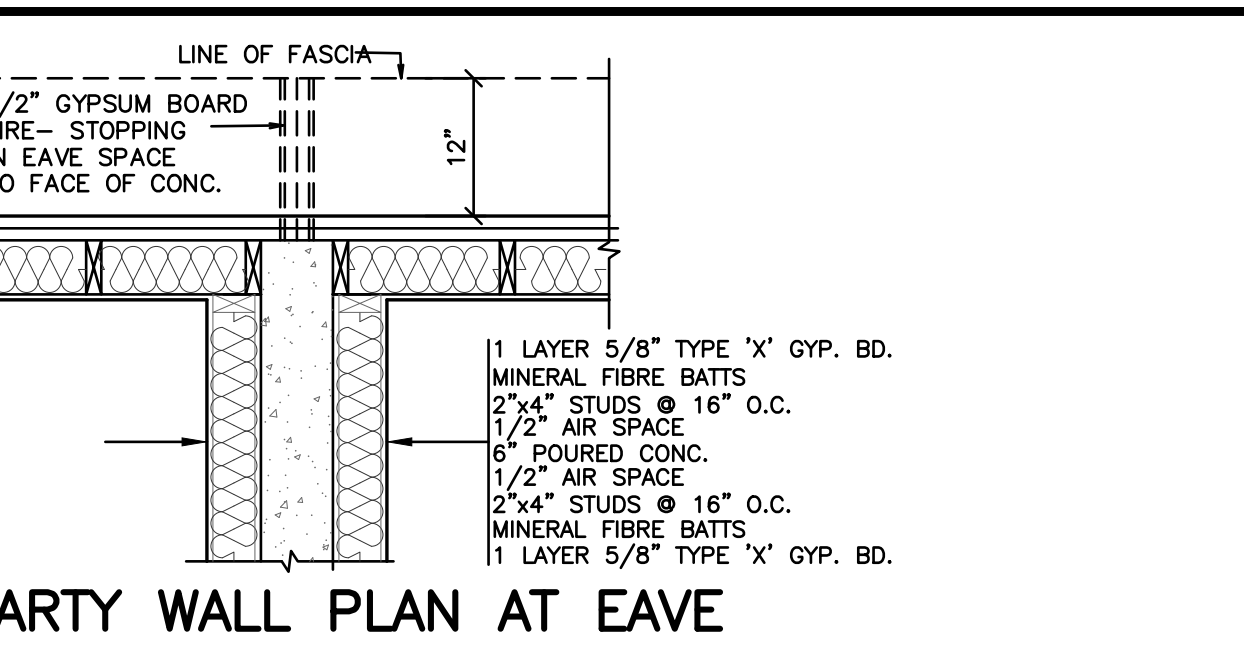 LINE OF FASCIA
/2" GYPSUM BOARD
IRE- STOPPING
N EAVE SPACE
O FACE OF CONC.
12"
1 LAYER 5/8" TYPE 'X' GYP. BD.
MINERAL FIBRE BATTS
2"x4" STUDS @ 16" O.C.
1/2" AIR SPACE
6" POURED CONC.
1/2" AIR SPACE
2"x4" STUDS @ 16" O.C.
MINERAL FIBRE BATTS
1 LAYER 5/8" TYPE 'X' GYP. BD.
ARTY WALL PLAN AT EAVE